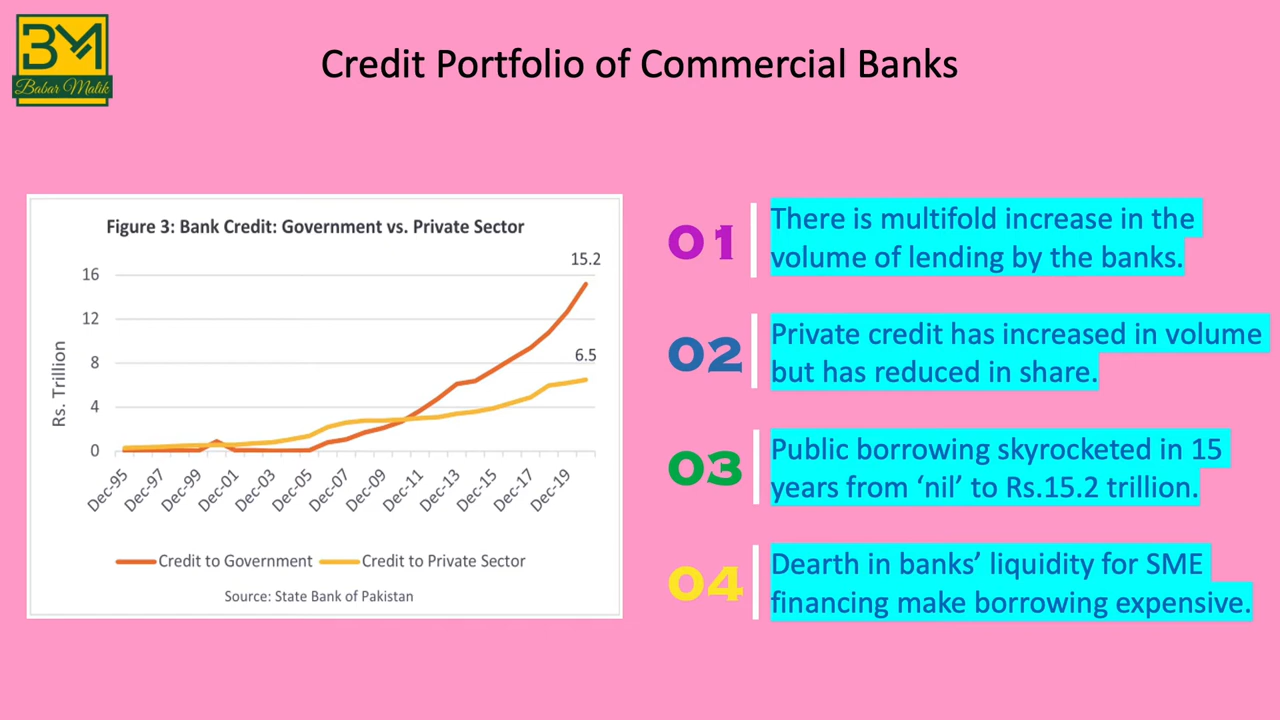 BM
Babar Malik
Credit Portfolio of Commercial Banks
Figure 3: Bank Credit: Government vs. Private Sector
15.2
6.5
16
12
8
4
0
Rs. Trillion
Dec-95
Dec-97
Dec-99
Dec-01
Dec-03
Dec-05
Dec-07
Dec-09
Dec-11
Dec-13
Dec-15
Dec-17
Dec-19
Credit to Government
Credit to Private Sector
Source: State Bank of Pakistan
01
There is multifold increase in the
volume of lending by the banks.
02
Private credit has increased in volume
but has reduced in share.
03
Public borrowing skyrocketed in 15
years from ‘nil’ to Rs.15.2 trillion.
04
Dearth in banks’ liquidity for SME
financing make borrowing expensive.